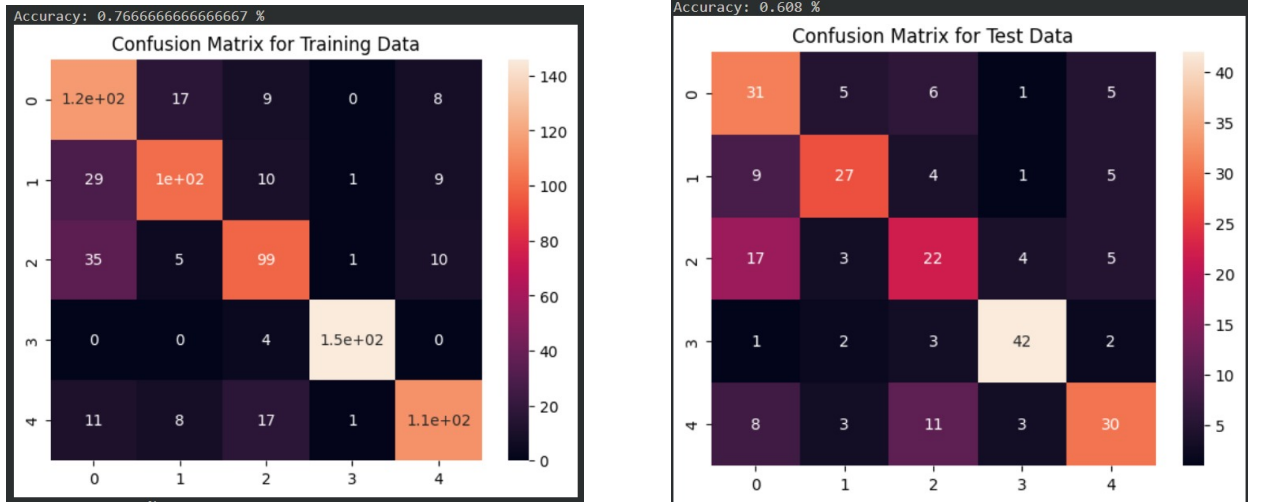 Accuracy: 0.7666666666666667 %
Confusion Matrix for Training Data
0 1.2e+02 17 9 0 8
1 29 1e+02 10 1 9
2 35 5 99 1 10
3 0 0 4 1.5e+02 0
4 11 8 17 1 1.1e+02
0 1 2 3 4
140
120
100
80
60
40
20
0
Accuracy: 0.608 %
Confusion Matrix for Test Data
0 31 5 6 1 5
1 9 27 4 1 5
2 17 3 22 4 5
3 1 2 3 42 2
4 8 3 11 3 30
0 1 2 3 4
40
35
30
25
20
15
10
5